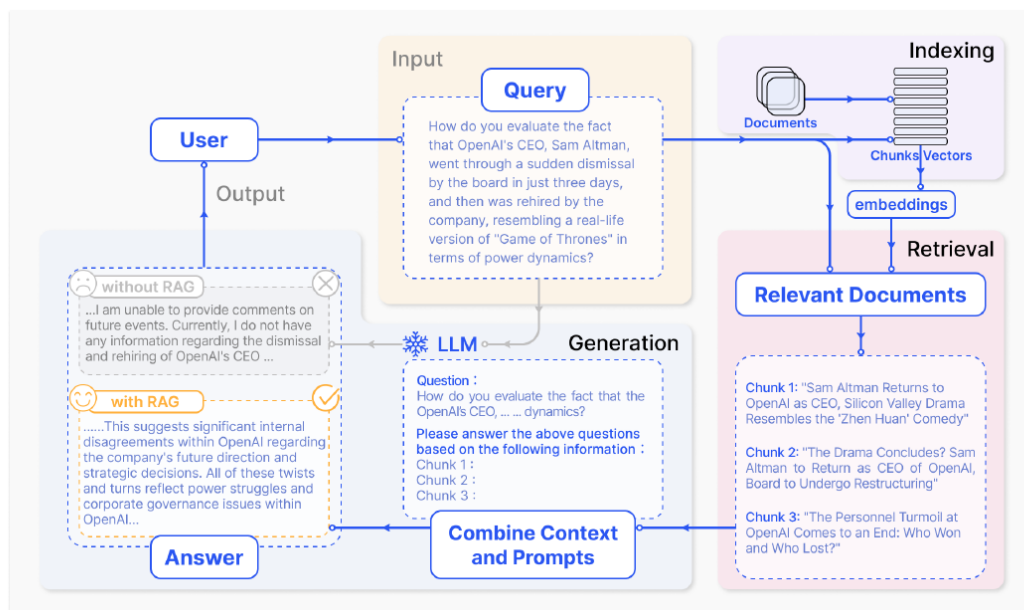 Input
Query
How do you evaluate the fact
that OpenAI's CEO, Sam Altman,
went through a sudden dismissal
by the board in just three days,
and then was rehired by the
company, resembling a real-life
version of "Game of Thrones" in
terms of power dynamics?
Indexing
Documents
Chunks
Vectors
embeddings
User
Output
Retrieval
Relevant Documents
Chunk 1: "Sam Altman Returns to
OpenAI as CEO, Silicon Valley Drama
Resembles the 'Zhen Huan' Comedy"
Chunk 2: "The Drama Concludes? Sam
Altman to Return as CEO of OpenAI,
Board to Undergo Restructuring"
Chunk 3: "The Personnel Turmoil at
OpenAI Comes to an End: Who Won
and Who Lost?"
Generation
LLM
Question :
How do you evaluate the fact that the
OpenAI's CEO, ... ... dynamics?
Please answer the above questions
based on the following information :
Chunk 1 :
Chunk 2 :
Chunk 3 :
Combine Context
and Prompts
without RAG
...I am unable to provide comments on
future events. Currently, I do not have
any information regarding the dismissal
and rehiring of OpenAI's CEO ...
with RAG
......This suggests significant internal
disagreements within OpenAI regarding
the company's future direction and
strategic decisions. All of these twists
and turns reflect power struggles and
corporate governance issues within
OpenAI...
Answer